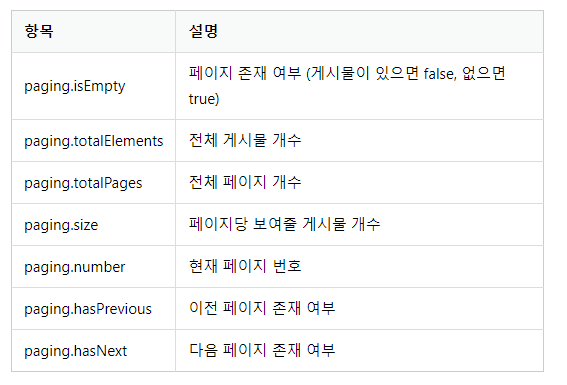 항목 설명
paging.isEmpty 페이지 존재 여부 (게시물이 있으면 false, 없으면
true)
paging.totalElements 전체 게시물 개수
paging.totalPages 전체 페이지 개수
paging.size 페이지당 보여줄 게시물 개수
paging.number 현재 페이지 번호
paging.hasPrevious 이전 페이지 존재 여부
paging.hasNext 다음 페이지 존재 여부